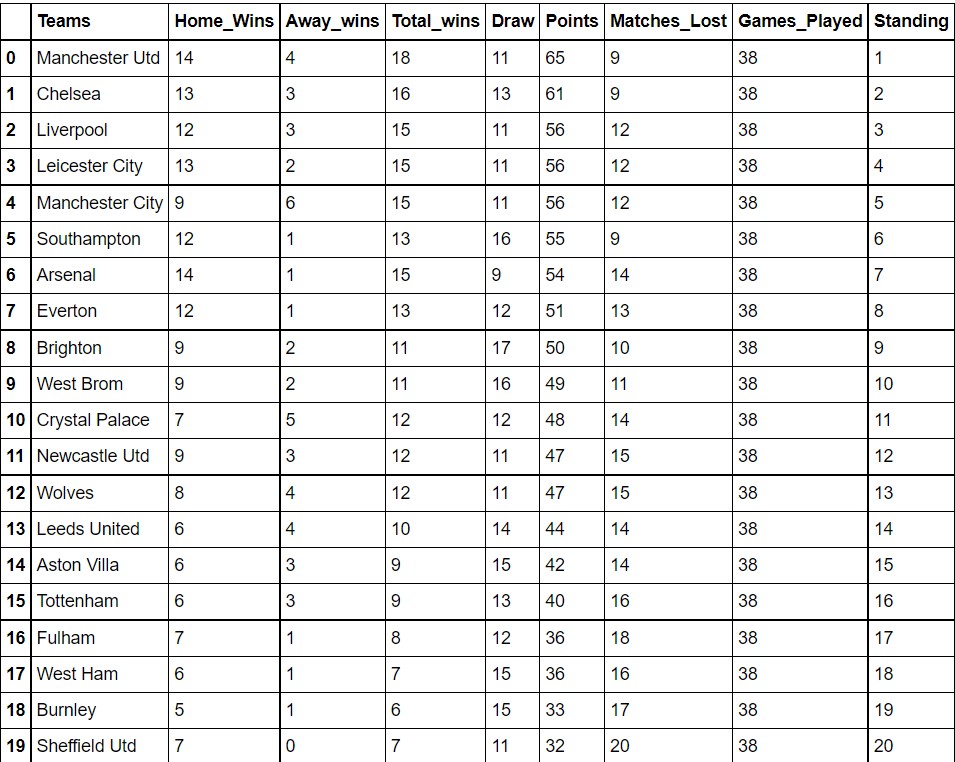 Teams Home_Wins Away_wins Total_wins Draw Points Matches_Lost Games_Played Standing
0 Manchester Utd 14 4 18 11 65 9 38 1
1 Chelsea 13 3 16 13 61 9 38 2
2 Liverpool 12 3 15 11 56 12 38 3
3 Leicester City 13 2 15 11 56 12 38 4
4 Manchester City 9 6 15 11 56 12 38 5
5 Southampton 12 1 13 16 55 9 38 6
6 Arsenal 14 1 15 9 54 14 38 7
7 Everton 12 1 13 12 51 13 38 8
8 Brighton 9 2 11 17 50 10 38 9
9 West Brom 9 2 11 16 49 11 38 10
10 Crystal Palace 7 5 12 12 48 14 38 11
11 Newcastle Utd 9 3 12 11 47 15 38 12
12 Wolves 8 4 12 11 47 15 38 13
13 Leeds United 6 4 10 14 44 14 38 14
14 Aston Villa 6 3 9 15 42 14 38 15
15 Tottenham 6 3 9 13 40 16 38 16
16 Fulham 7 1 8 12 36 18 38 17
17 West Ham 6 1 7 15 36 16 38 18
18 Burnley 5 1 6 15 33 17 38 19
19 Sheffield Utd 7 0 7 11 32 20 38 20